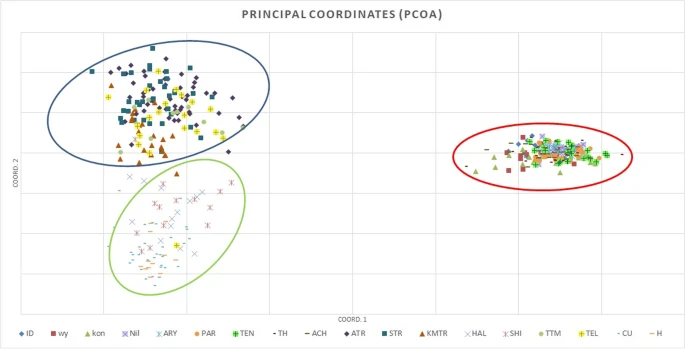 PRINCIPAL COORDINATES (PCOA)
COORD. 2
COORD. 1
ID wy kon Nil ARY PAR TEN TH ACH ATR STR KMTR HAL SHI TTM TEL CU H